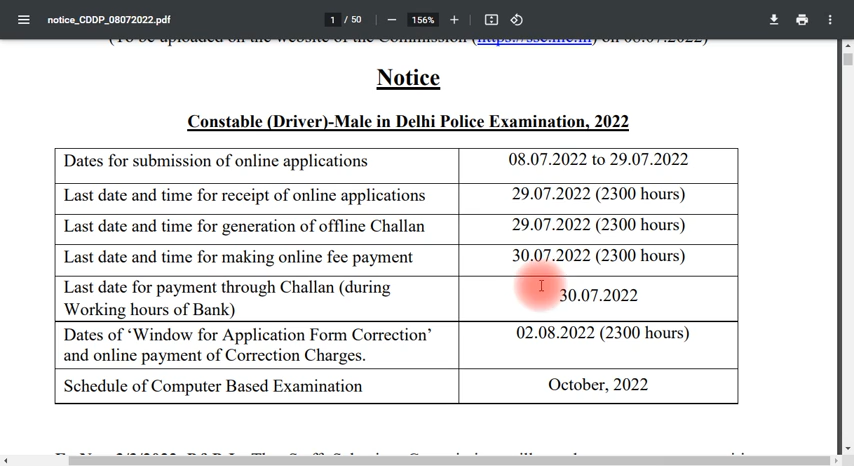 notice_CDDP_08072022.pdf
1 / 50
156%
Notice
Constable (Driver)-Male in Delhi Police Examination, 2022
Dates for submission of online applications 08.07.2022 to 29.07.2022
Last date and time for receipt of online applications 29.07.2022 (2300 hours)
Last date and time for generation of offline Challan 29.07.2022 (2300 hours)
Last date and time for making online fee payment 30.07.2022 (2300 hours)
Last date for payment through Challan (during
Working hours of Bank) 30.07.2022
Dates of ‘Window for Application Form Correction’ 02.08.2022 (2300 hours)
and online payment of Correction Charges.
Schedule of Computer Based Examination October, 2022